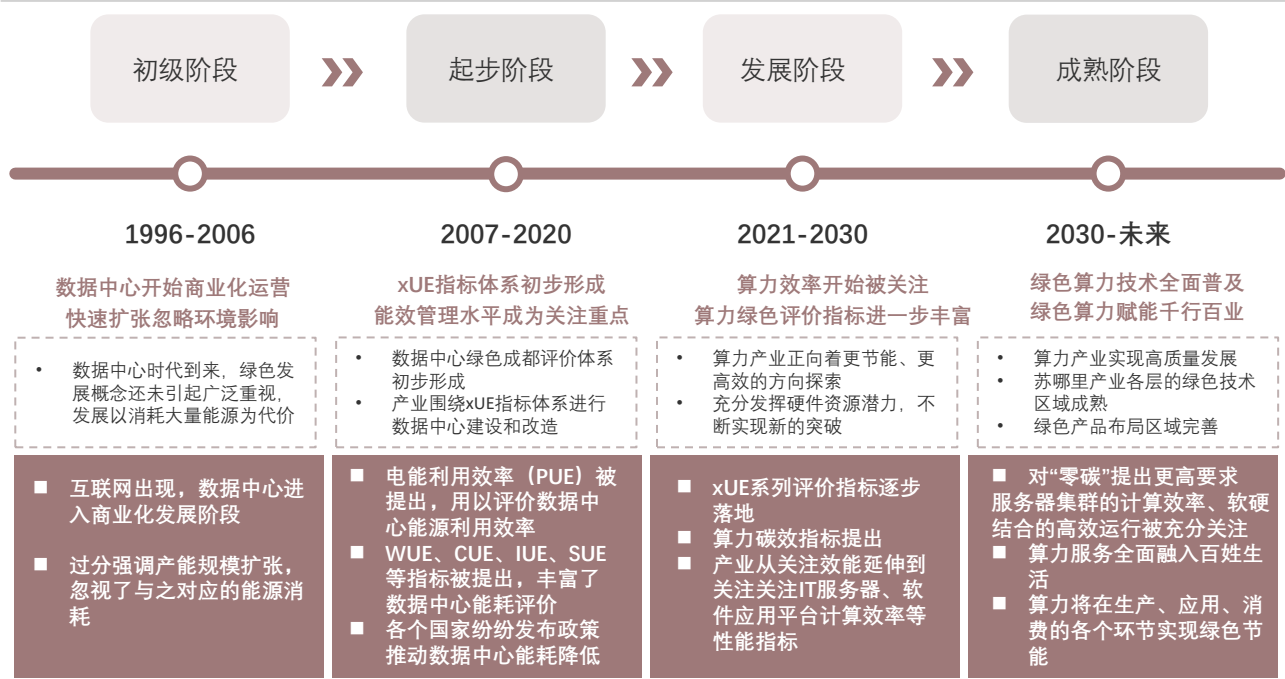 初级阶段
起步阶段
发展阶段
成熟阶段
1996-2006
2007-2020
2021-2030
2030-未来
数据中心开始商业化运营
快速扩张忽略环境影响
xUE指标体系初步形成
能效管理水平成为关注重点
算力效率开始被关注
算力绿色评价指标进一步丰富
绿色算力技术全面普及
绿色算力赋能千行百业
• 数据中心时代到来，绿色发
展概念还未引起广泛重视，
发展以消耗大量能源为代价
• 数据中心绿色成都评价体系
初步形成
• 产业围绕xUE指标体系进行
数据中心建设和改造
• 算力产业正向着更节能、更
高效的方向探索
• 充分发挥硬件资源潜力，不
断实现新的突破
• 算力产业实现高质量发展
• 苏哪里产业各层的绿色技术
区域成熟
• 绿色产品布局区域完善
■ 互联网出现，数据中心进
入商业化发展阶段
■ 过分强调产能规模扩张，
忽视了与之对应的能源消
耗
■ 电能利用效率（PUE）被
提出，用以评价数据中
心能源利用效率
■ WUE、CUE、IUE、SUE
等指标被提出，丰富了
数据中心能耗评价
■ 各个国家纷纷发布政策
推动数据中心能耗降低
■ xUE系列评价指标逐步
落地
■ 算力碳效指标提出
■ 产业从关注效能延伸到
关注关注IT服务器、软
件应用平台计算效率等
性能指标
■ 对“零碳”提出更高要求
服务器集群的计算效率、软硬
结合的高效运行被充分关注
■ 算力服务全面融入百姓生
活
■ 算力将在生产、应用、消
费的各个环节实现绿色节
能